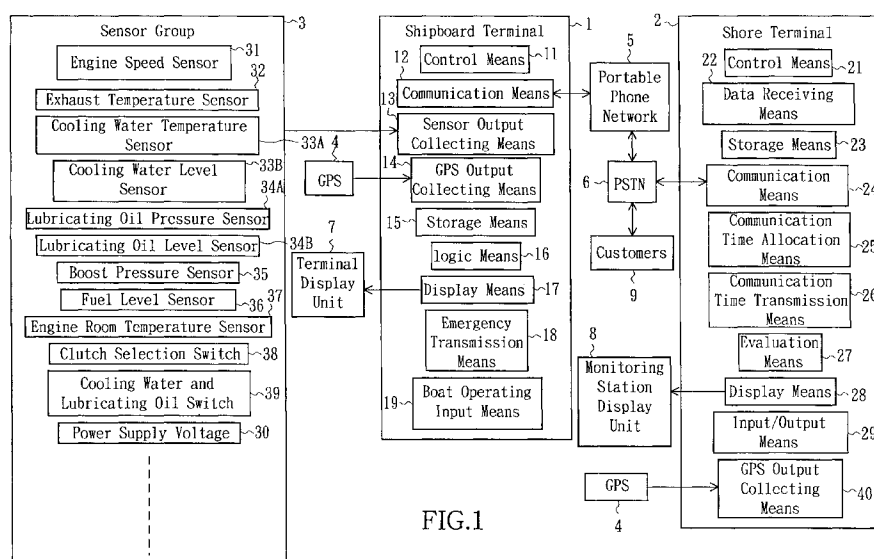 Sensor Group
3
31
Engine Speed Sensor
32
Exhaust Temperature Sensor
Cooling Water Temperature
Sensor
33A
33B
Cooling Water Level
Sensor
34A
Lubricating Oil Pressure Sensor
Lubricating Oil Level Sensor
34B
Boost Pressure Sensor
35
Fuel Level Sensor
36
37
Engine Room Temperature Sensor
Clutch Selection Switch
38
Cooling Water and
Lubricating Oil Switch
39
Power Supply Voltage
30
4
GPS
7
Terminal
Display
Unit
Shipboard Terminal
1
12
Control Means
11
Communication Means
13
Sensor Output
Collecting Means
14
GPS Output
Collecting Means
15
Storage Means
16
logic Means
Display Means
17
Emergency
Transmission
Means
18
19
Boat Operating
Input Means
5
Portable
Phone
Network
6
PSTN
Customers
9
8
Monitoring
Station
Display
Unit
GPS
4
2
Shore Terminal
22
Control Means
21
Data Receiving
Means
Storage Means
23
Communication
Means
24
Communication
Time Allocation
Means
25
Communication
Time Transmission
Means
26
Evaluation
Means
27
Display Means
28
Input/Output
Means
29
GPS Output
Collecting
Means
40
FIG.1